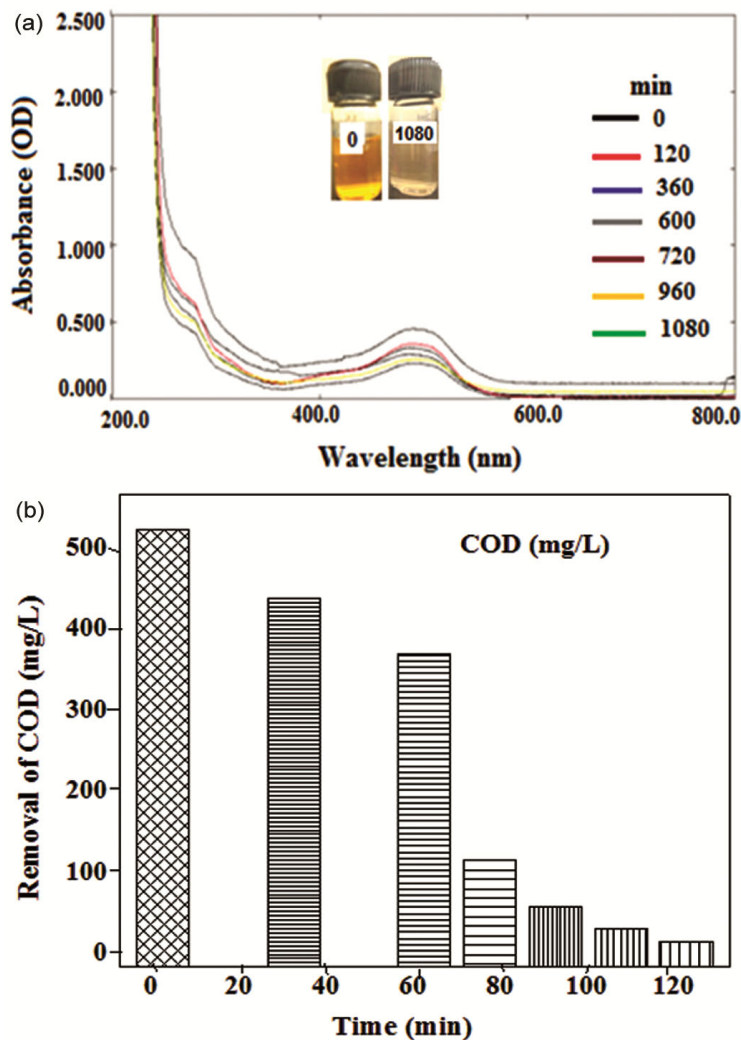 (a)
2.500
2.000
1.500
1.000
0.500
0.000
Absorbance (OD)
200.0 400.0 600.0 800.0
Wavelength (nm)
0 1080
min
0
120
360
600
720
960
1080
(b)
COD (mg/L)
500
400
300
200
100
0
Removal of COD (mg/L)
0 20 40 60 80 100 120
Time (min)